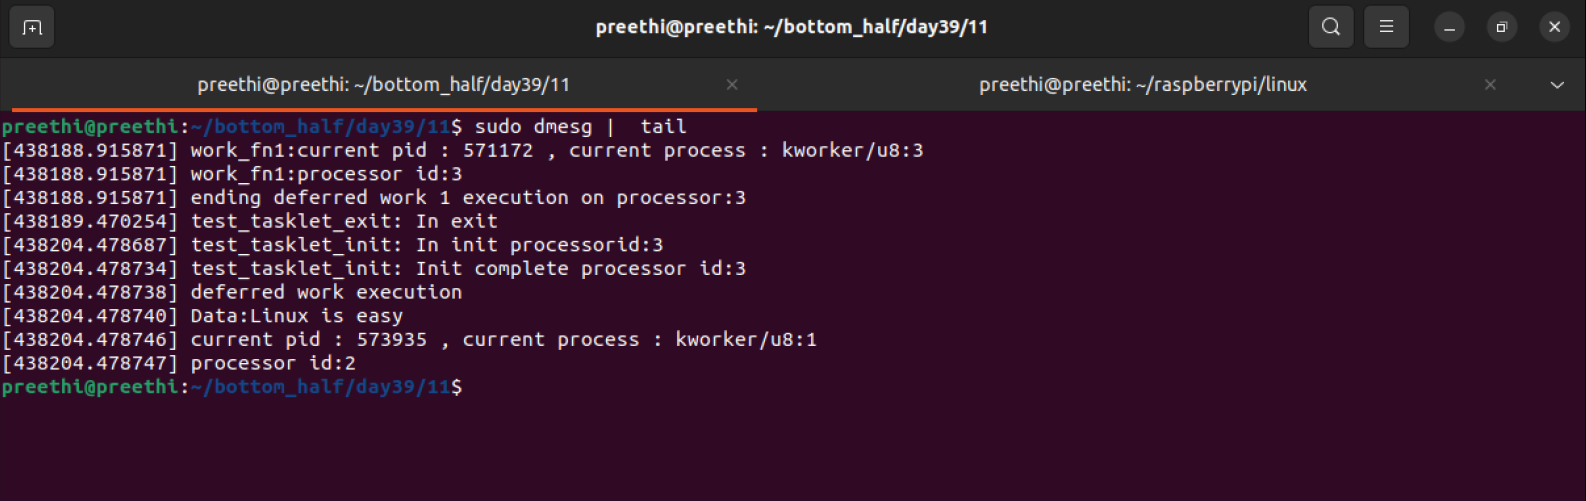 preethi@preethi: ~/bottom_half/day39/11
preethi@preethi: ~/bottom_half/day39/11
preethi@preethi: ~/raspberrypi/linux
preethi@preethi:~/bottom_half/day39/11$ sudo dmesg |  tail
[438188.915871] work_fn1:current pid : 571172 , current process : kworker/u8:3
[438188.915871] work_fn1:processor id:3
[438188.915871] ending deferred work 1 execution on processor:3
[438189.470254] test_tasklet_exit: In exit
[438204.478687] test_tasklet_init: In init processorid:3
[438204.478734] test_tasklet_init: Init complete processor id:3
[438204.478738] deferred work execution
[438204.478740] Data:Linux is easy
[438204.478746] current pid : 573935 , current process : kworker/u8:1
[438204.478747] processor id:2
preethi@preethi:~/bottom_half/day39/11$